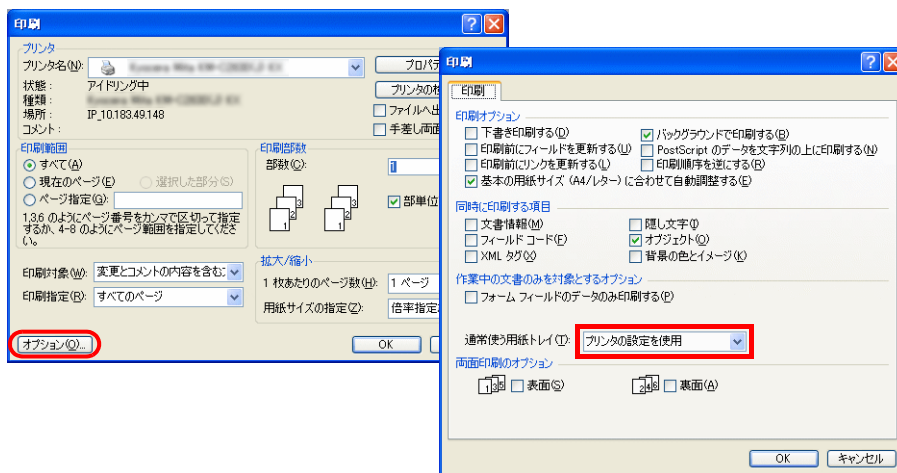 印刷
プリンタ
プリンタ名(N):
プロパテ
状態： アイドリング中
プリンタの検
種類：
場所： IP_10.183.49.148
ファイルへ出
コメント：
手差し両面
印刷範囲
すべて(A)
現在のページ(E) 選択した部分(S)
ページ指定(G):
1,3,6 のようにページ番号をカンマで区切って指定
するか、4-8 のようにページ範囲を指定してくださ
い。
印刷部数
部数(C): 1
1
2
3
1
2
3
部単位
印刷対象(W): 変更とコメントの内容を含む
印刷指定(R): すべてのページ
拡大/縮小
1 枚あたりのページ数(H): 1 ページ
用紙サイズの指定(Z): 倍率指定
オプション(O)...
OK
印刷
印刷
印刷オプション
下書き印刷する(D)
バックグラウンドで印刷する(B)
印刷前にフィールドを更新する(U)
PostScript のデータを文字列の上に印刷する(N)
印刷前にリンクを更新する(L)
印刷順序を逆にする(R)
基本の用紙サイズ (A4/レター) に合わせて自動調整する(E)
同時に印刷する項目
文書情報(M)
隠し文字(I)
フィールド コード(F)
オブジェクト(O)
XML タグ(X)
背景の色とイメージ(K)
作業中の文書のみを対象とするオプション
フォーム フィールドのデータのみ印刷する(P)
通常使う用紙トレイ(T): プリンタの設定を使用
両面印刷のオプション
1 3 5 表面(S)
2 4 6 裏面(A)
OK
キャンセル